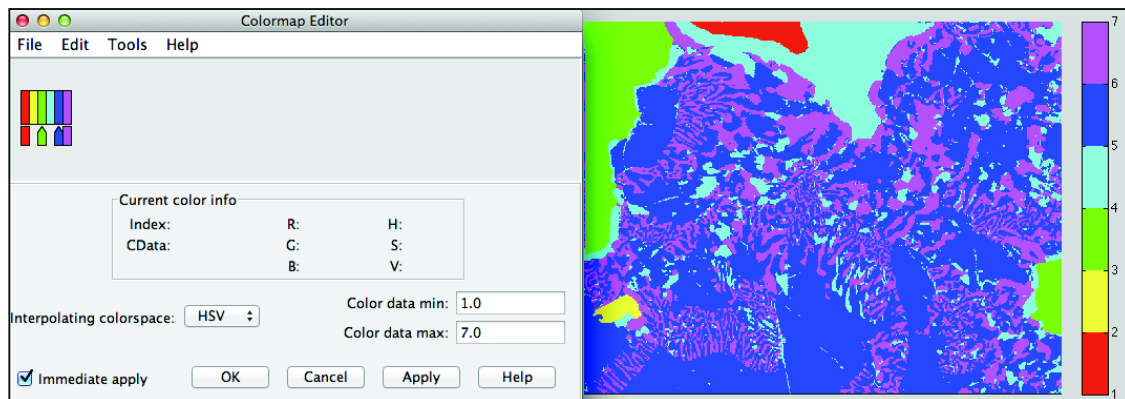 Colormap Editor
File Edit Tools Help
Current color info
Index: R: H:
CData: G: S:
B: V:
Interpolating colorspace: HSV
Color data min: 1.0
Color data max: 7.0
Immediate apply OK Cancel Apply Help
7
6
5
4
3
2
1